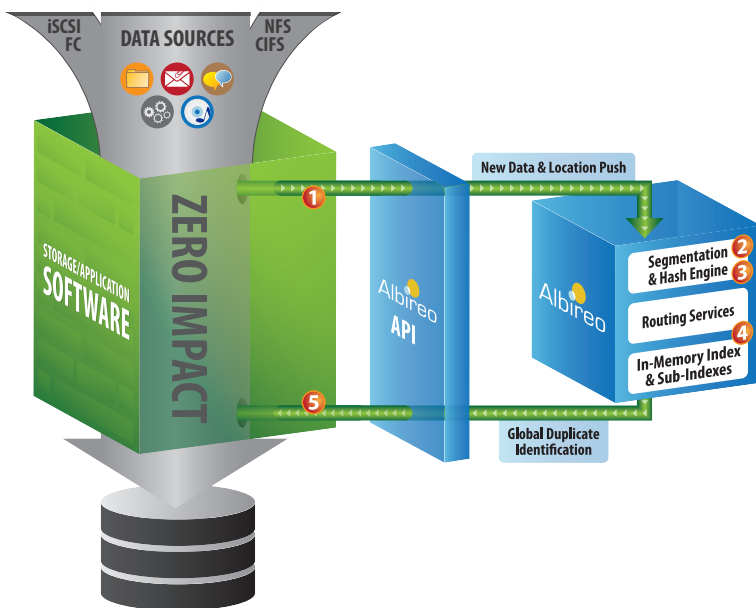 iSCSI
FC
DATA SOURCES
NFS
CIFS
STORAGE/APPLICATION
SOFTWARE
ZERO IMPACT
1
5
Albireo
API
New Data & Location Push
Albireo
Segmentation 2
& Hash Engine 3
Routing Services
4
In-Memory Index
& Sub-Indexes
Global Duplicate
Identification